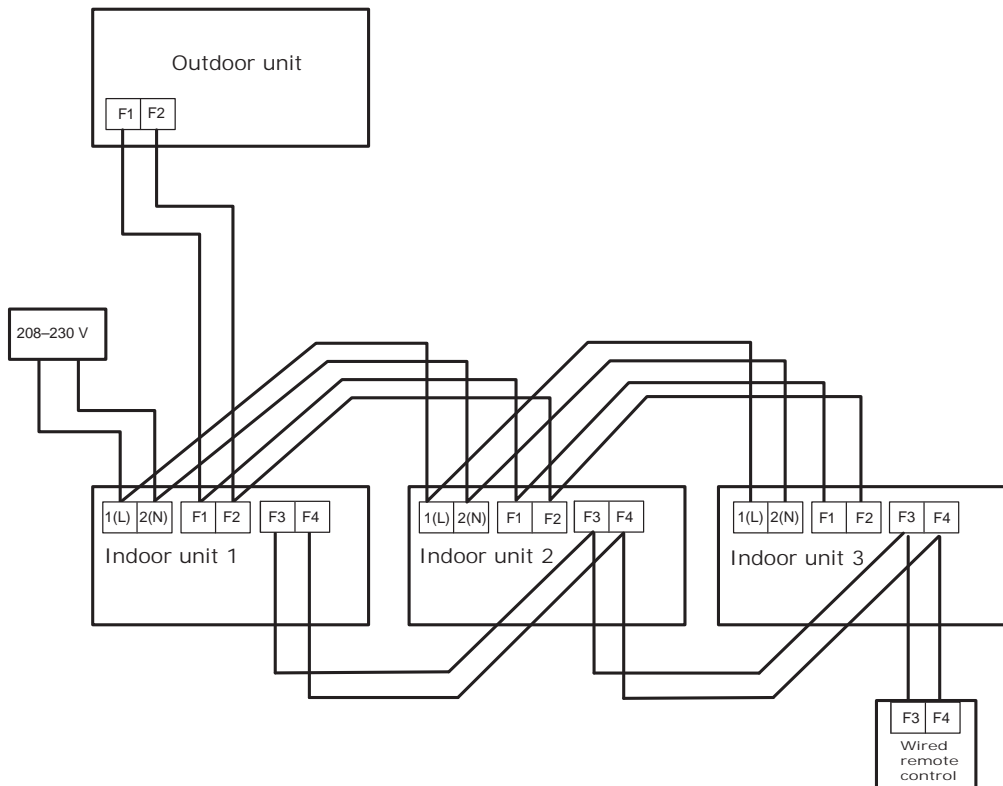 Outdoor unit
F1 F2
208–230 V
1(L) 2(N) F1 F2 F3 F4
Indoor unit 1
1(L) 2(N) F1 F2 F3 F4
Indoor unit 2
1(L) 2(N) F1 F2 F3 F4
Indoor unit 3
F3 F4
Wired
remote
control